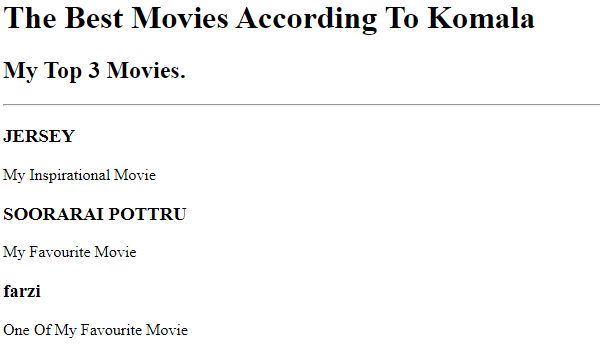 The Best Movies According To Komala
My Top 3 Movies.
JERSEY
My Inspirational Movie
SOORARAI POTTRU
My Favourite Movie
farzi
One Of My Favourite Movie